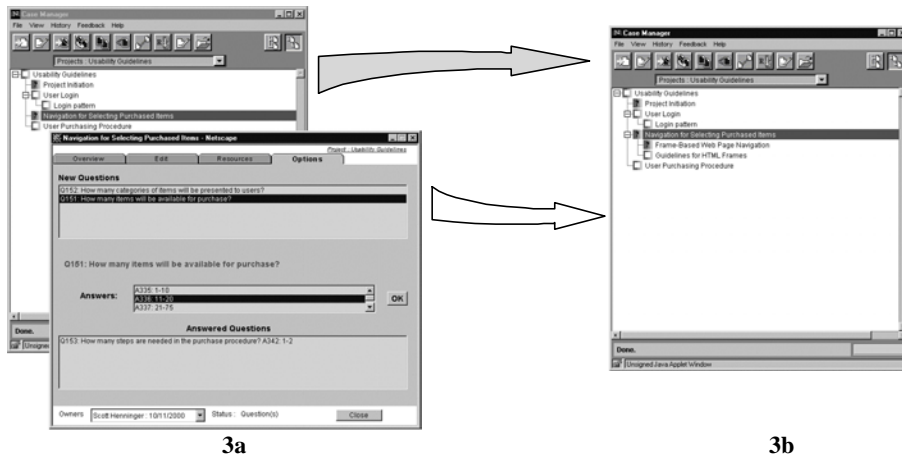 Case Manager
File View History Feedback Help
Projects : Usability Guidelines
Usability Guidelines
Project Initiation
User Login
Login pattern
Navigation for Selecting Purchased Items
User Purchasing Procedure
Done.
Unsigned
Navigation for Selecting Purchased Items - Netscape
Project : Usability Guidelines
Overview Edit Resources Options
New Questions
Q152: How many categories of items will be presented to users?
Q151: How many items will be available for purchase?
Q151: How many items will be available for purchase?
Answers:
A335: 1-10
A336: 11-20
A337: 21-75
OK
Answered Questions
Q153: How many steps are needed in the purchase procedure? A342: 1-2
Owners Scott Henninger : 10/11/2000 Status : Question(s) Close
3a
Case Manager
File View History Feedback Help
Projects : Usability Guidelines
Usability Guidelines
Project Initiation
User Login
Login pattern
Navigation for Selecting Purchased Items
Frame-Based Web Page Navigation
Guidelines for HTML Frames
User Purchasing Procedure
Done.
Unsigned Java Applet Window
3b